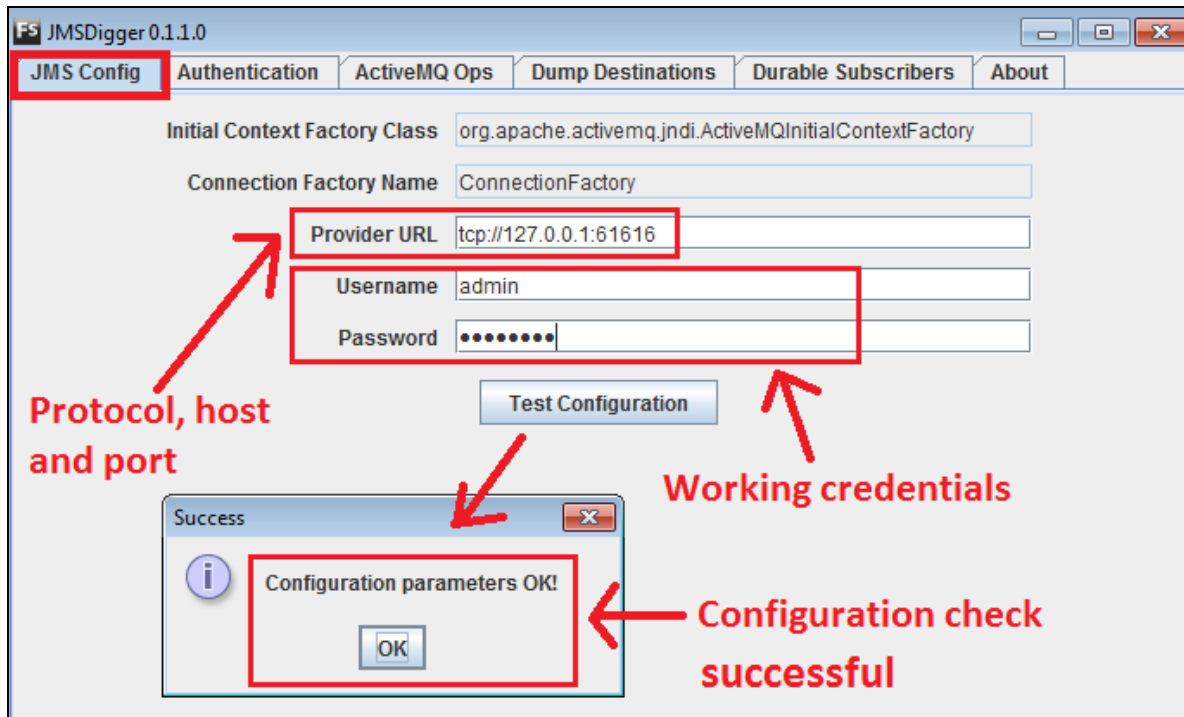 FS JMSDigger 0.1.1.0
JMS Config Authentication ActiveMQ Ops Dump Destinations Durable Subscribers About
Initial Context Factory Class org.apache.activemq.jndi.ActiveMQInitialContextFactory
Connection Factory Name ConnectionFactory
Provider URL tcp://127.0.0.1:61616
Username admin
Password ••••••••
Test Configuration
Protocol, host
and port
Working credentials
Success
Configuration parameters OK!
OK
Configuration check
successful